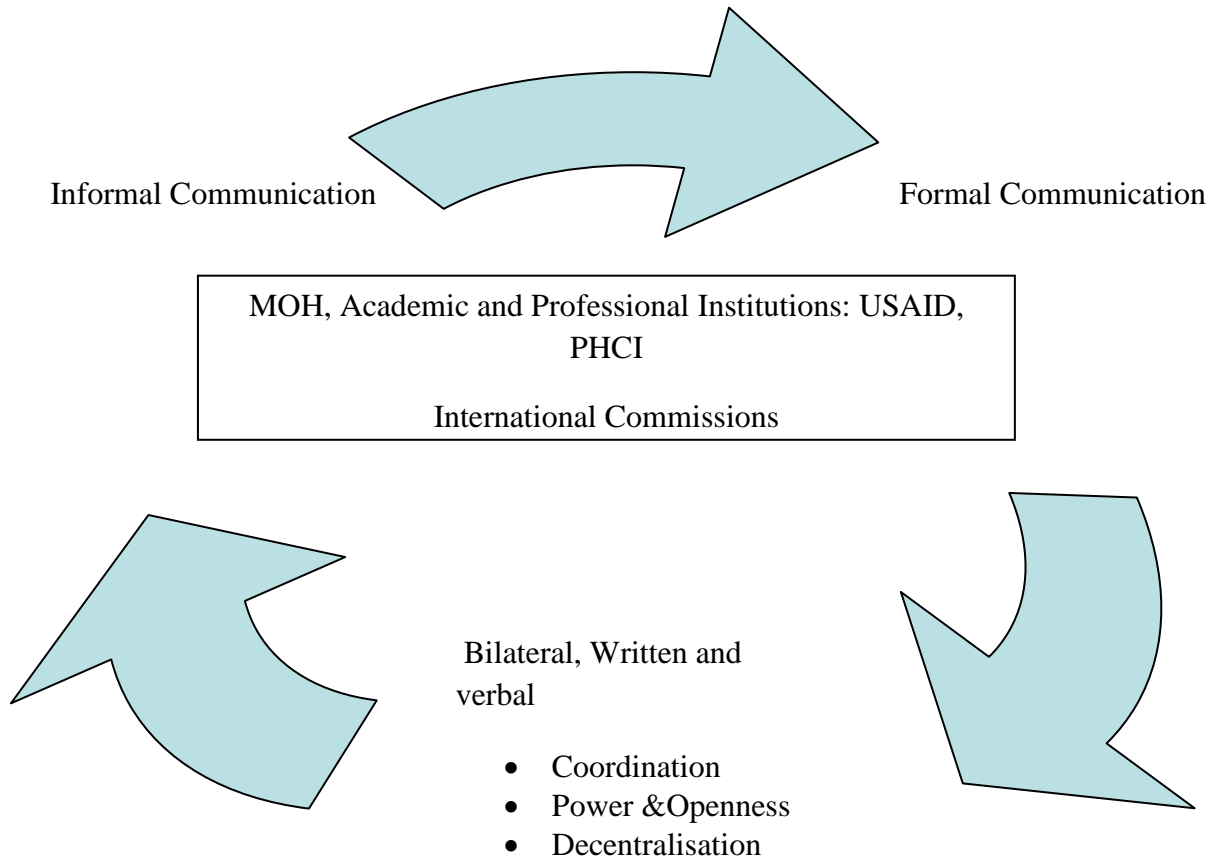 Informal Communication
Formal Communication
MOH, Academic and Professional Institutions: USAID,
PHCI
International Commissions
Bilateral, Written and
verbal
• Coordination
• Power &Openness
• Decentralisation